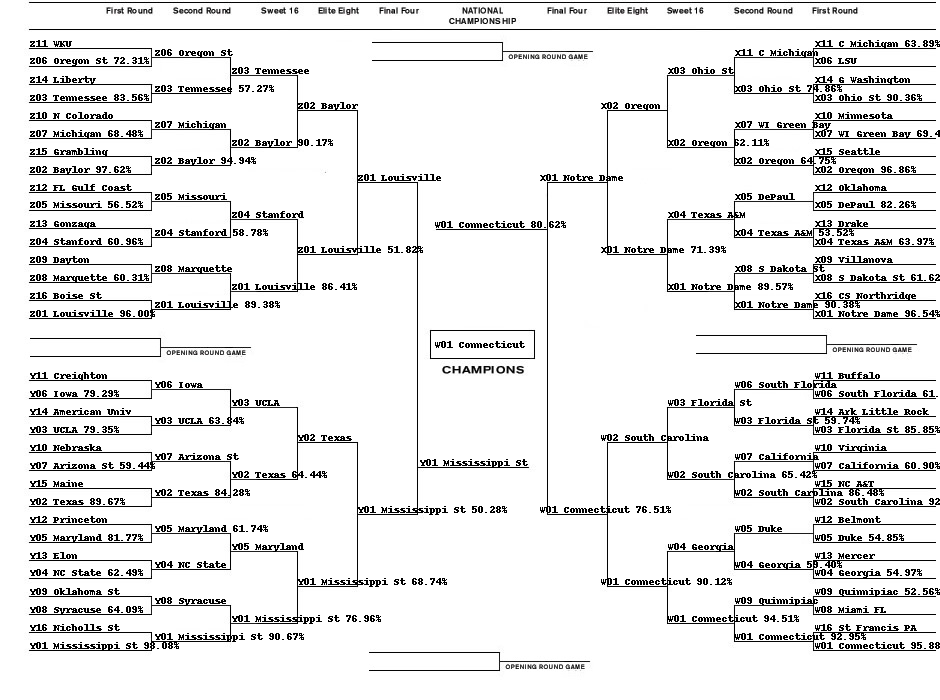 First Round Second Round Sweet 16 Elite Eight Final Four NATIONAL CHAMPIONSHIP Final Four Elite Eight Sweet 16 Second Round First Round
Z11 WKU
Z06 Oregon St 72.31%
Z14 Liberty
Z03 Tennessee 83.56%
Z10 N Colorado
Z07 Michigan 68.48%
Z15 Grambling
Z02 Baylor 97.62%
Z12 FL Gulf Coast
Z05 Missouri 56.52%
Z13 Gonzaga
Z04 Stanford 60.96%
Z09 Dayton
Z08 Marquette 60.31%
Z16 Boise St
Z01 Louisville 96.00%
Z06 Oregon St
Z03 Tennessee 57.27%
Z07 Michigan
Z02 Baylor 94.94%
Z05 Missouri
Z04 Stanford 58.78%
Z08 Marquette
Z01 Louisville 89.38%
Z03 Tennessee
Z02 Baylor 90.17%
Z04 Stanford
Z01 Louisville 86.41%
Z02 Baylor
Z01 Louisville 51.82%
Z01 Louisville
OPENING ROUND GAME
OPENING ROUND GAME
Y11 Creighton
Y06 Iowa 79.29%
Y14 American Univ
Y03 UCLA 79.35%
Y10 Nebraska
Y07 Arizona St 59.44%
Y15 Maine
Y02 Texas 89.67%
Y12 Princeton
Y05 Maryland 81.77%
Y13 Elon
Y04 NC State 62.49%
Y09 Oklahoma St
Y08 Syracuse 64.09%
Y16 Nicholls St
Y01 Mississippi St 98.08%
Y06 Iowa
Y03 UCLA 63.84%
Y07 Arizona St
Y02 Texas 84.28%
Y05 Maryland 61.74%
Y04 NC State
Y08 Syracuse
Y01 Mississippi St 90.67%
Y03 UCLA
Y02 Texas 64.44%
Y05 Maryland
Y01 Mississippi St 76.96%
Y02 Texas
Y01 Mississippi St 68.74%
Y01 Mississippi St 50.28%
Y01 Mississippi St
W01 Connecticut 80.62%
W01 Connecticut
CHAMPIONS
OPENING ROUND GAME
X01 Notre Dame
W01 Connecticut 76.51%
X02 Oregon
X01 Notre Dame 71.39%
X03 Ohio St
X02 Oregon 62.11%
X04 Texas A&M
X01 Notre Dame 89.57%
X11 C Michigan
X03 Ohio St 74.86%
X07 WI Green Bay
X02 Oregon 64.75%
X05 DePaul
X04 Texas A&M 53.52%
X08 S Dakota St
X01 Notre Dame 90.38%
X11 C Michigan 63.89%
X06 LSU
X14 G Washington
X03 Ohio St 90.36%
X10 Minnesota
X07 WI Green Bay 69.4
X15 Seattle
X02 Oregon 96.86%
X12 Oklahoma
X05 DePaul 82.26%
X13 Drake
X04 Texas A&M 63.97%
X09 Villanova
X08 S Dakota St 61.62
X16 CS Northridge
X01 Notre Dame 96.54%
OPENING ROUND GAME
W02 South Carolina
W01 Connecticut 90.12%
W03 Florida St
W02 South Carolina 65.42%
W04 Georgia
W01 Connecticut 94.51%
W06 South Florida
W03 Florida St 59.74%
W07 California
W02 South Carolina 86.48%
W05 Duke
W04 Georgia 59.40%
W09 Quinnipiac
W01 Connecticut 92.95%
W11 Buffalo
W06 South Florida 61.
W14 Ark Little Rock
W03 Florida St 85.85%
W10 Virginia
W07 California 60.90%
W15 NC A&T
W02 South Carolina 92
W12 Belmont
W05 Duke 54.85%
W13 Mercer
W04 Georgia 54.97%
W09 Quinnipiac 52.56%
W08 Miami FL
W16 St Francis PA
W01 Connecticut 95.88